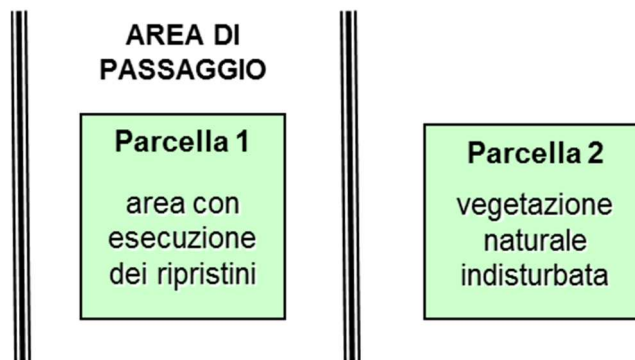 AREA DI
PASSAGGIO
Parcella 1
area con
esecuzione
dei ripristini
Parcella 2
vegetazione
naturale
indisturbata